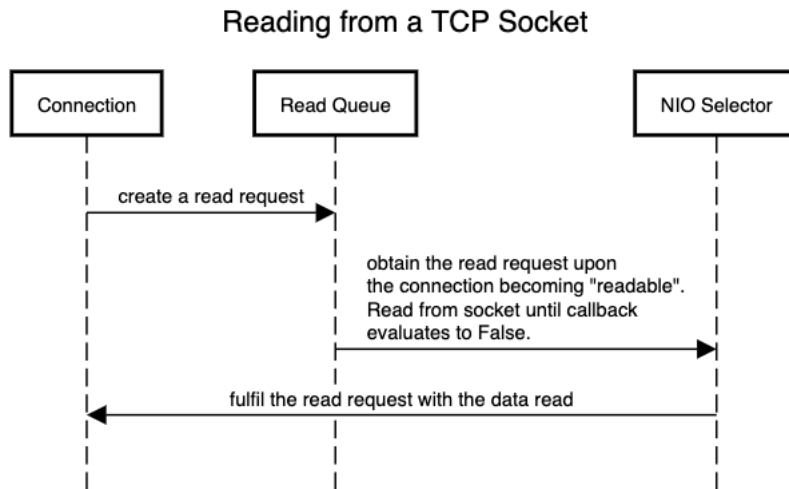 Reading from a TCP Socket
Connection
Read Queue
NIO Selector
create a read request
obtain the read request upon
the connection becoming "readable".
Read from socket until callback
evaluates to False.
fulfil the read request with the data read